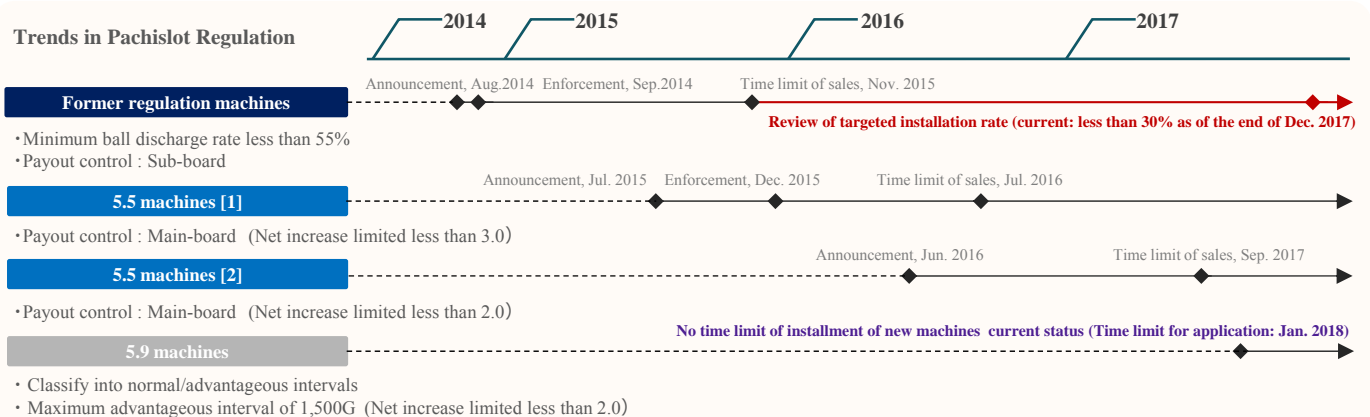 Trends in Pachislot Regulation
2014 2015 2016 2017
Announcement, Aug.2014 Enforcement, Sep.2014 Time limit of sales, Nov. 2015
Former regulation machines
Review of targeted installation rate (current: less than 30% as of the end of Dec. 2017)
・Minimum ball discharge rate less than 55%
・Payout control : Sub-board
Announcement, Jul. 2015 Enforcement, Dec. 2015 Time limit of sales, Jul. 2016
5.5 machines [1]
・Payout control : Main-board (Net increase limited less than 3.0)
Announcement, Jun. 2016 Time limit of sales, Sep. 2017
5.5 machines [2]
・Payout control : Main-board (Net increase limited less than 2.0)
No time limit of installment of new machines current status (Time limit for application: Jan. 2018)
5.9 machines
・Classify into normal/advantageous intervals
・Maximum advantageous interval of 1,500G (Net increase limited less than 2.0)